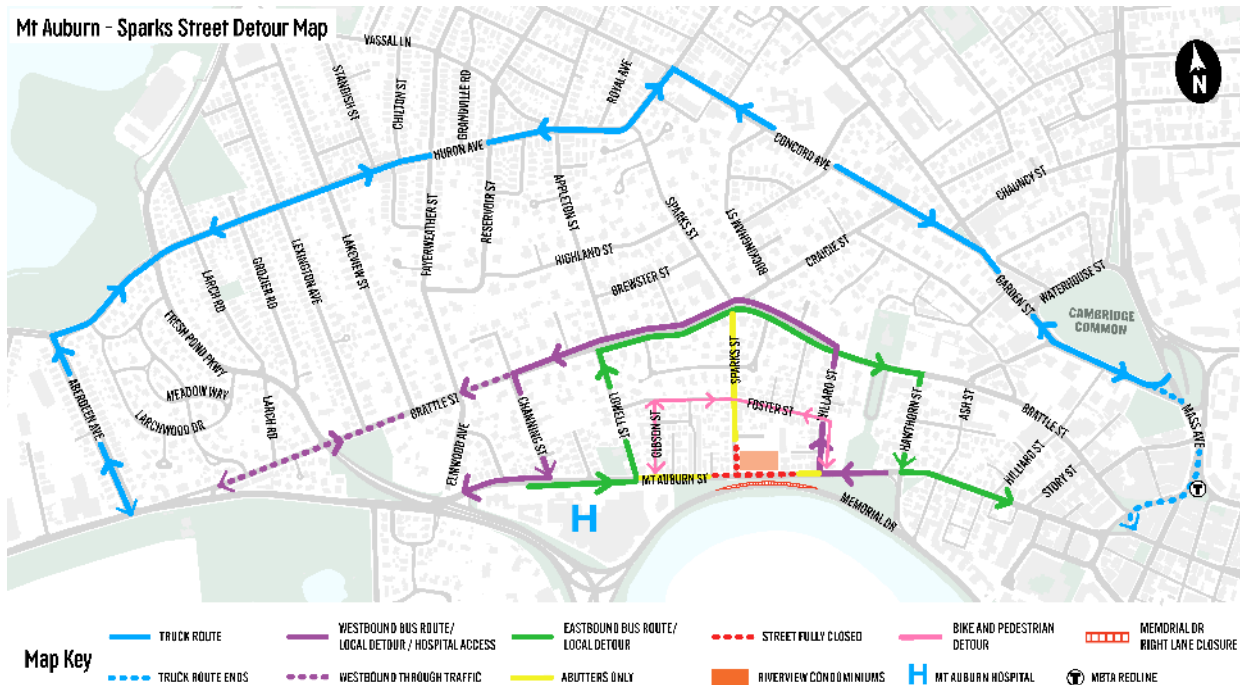 Mt Auburn - Sparks Street Detour Map
N
VASSAL LN
STANDISH ST
CHILTON ST
GRANVILLE RD
ROYAL AVE
HURON AVE
CONCORD AVE
CHAUNCY ST
FAYERWEATHER ST
RESERVOIR ST
APPLETON ST
SPARKS ST
BUCKINGHAM ST
CRAIGIE ST
HIGHLAND ST
BREWSTER ST
LARCH RD
GROZIER RD
LEXINGTON AVE
LAKEVIEW ST
GARDEN ST
WATERHOUSE ST
CAMBRIDGE
COMMON
FRESH POND PKWY
MEADOW WAY
LARCHWOOD DR
LARCH RD
ABERDEEN AVE
BRATTLE ST
ELMWOOD AVE
CHANNING ST
LOWELL ST
GIBSON ST
SPARKS ST
FOSTER ST
HILLARD ST
HAWTHORN ST
ASH ST
BRATTLE ST
HILLIARD ST
STORY ST
MASS AVE
MT AUBURN ST
MEMORIAL DR
H
T
Map Key
TRUCK ROUTE
WESTBOUND BUS ROUTE/
LOCAL DETOUR / HOSPITAL ACCESS
EASTBOUND BUS ROUTE/
LOCAL DETOUR
STREET FULLY CLOSED
BIKE AND PEDESTRIAN
DETOUR
MEMORIAL DR
RIGHT LANE CLOSURE
TRUCK ROUTE ENDS
WESTBOUND THROUGH TRAFFIC
ABUTTERS ONLY
RIVERVIEW CONDOMINIUMS
H MT AUBURN HOSPITAL
T MBTA REDLINE